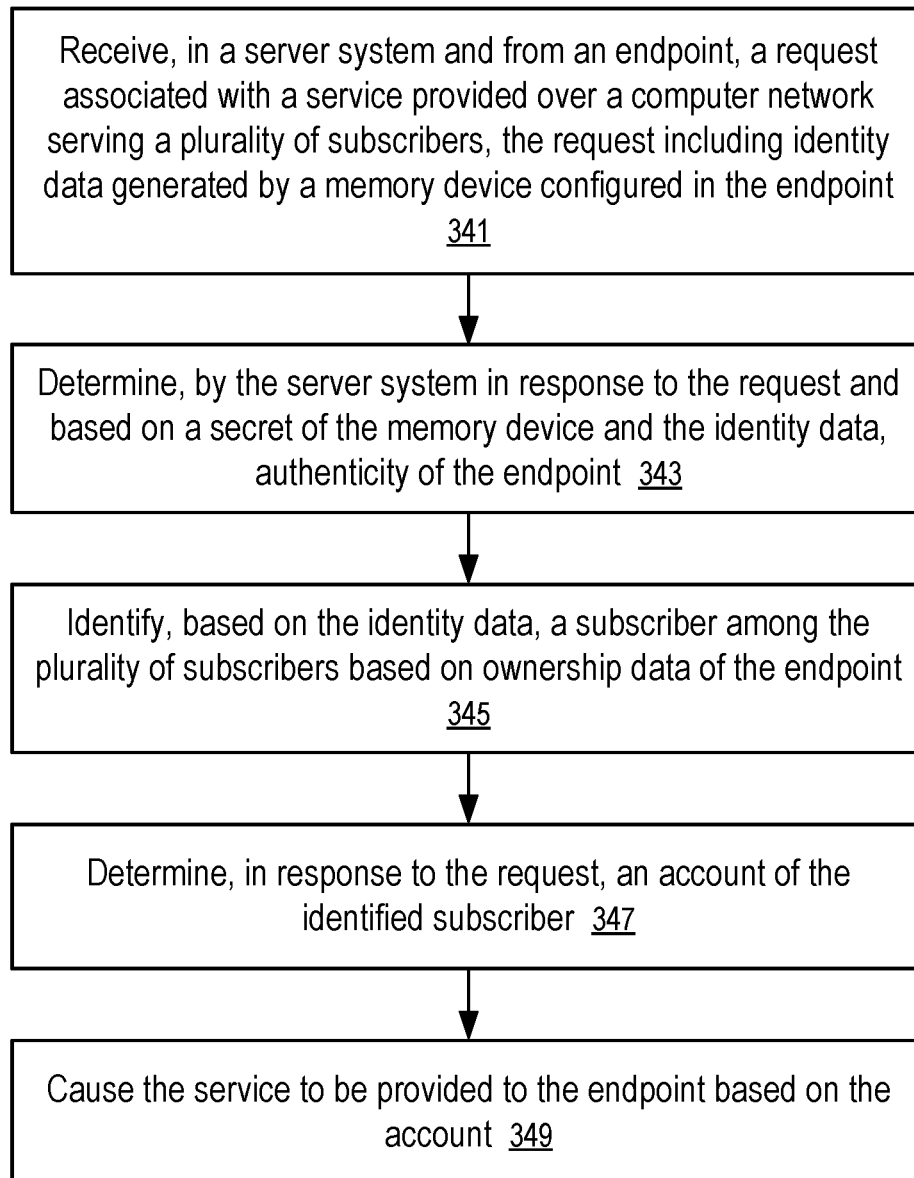 Receive, in a server system and from an endpoint, a request
associated with a service provided over a computer network
serving a plurality of subscribers, the request including identity
data generated by a memory device configured in the endpoint
341
Determine, by the server system in response to the request and
based on a secret of the memory device and the identity data,
authenticity of the endpoint 343
Identify, based on the identity data, a subscriber among the
plurality of subscribers based on ownership data of the endpoint
345
Determine, in response to the request, an account of the
identified subscriber 347
Cause the service to be provided to the endpoint based on the
account 349